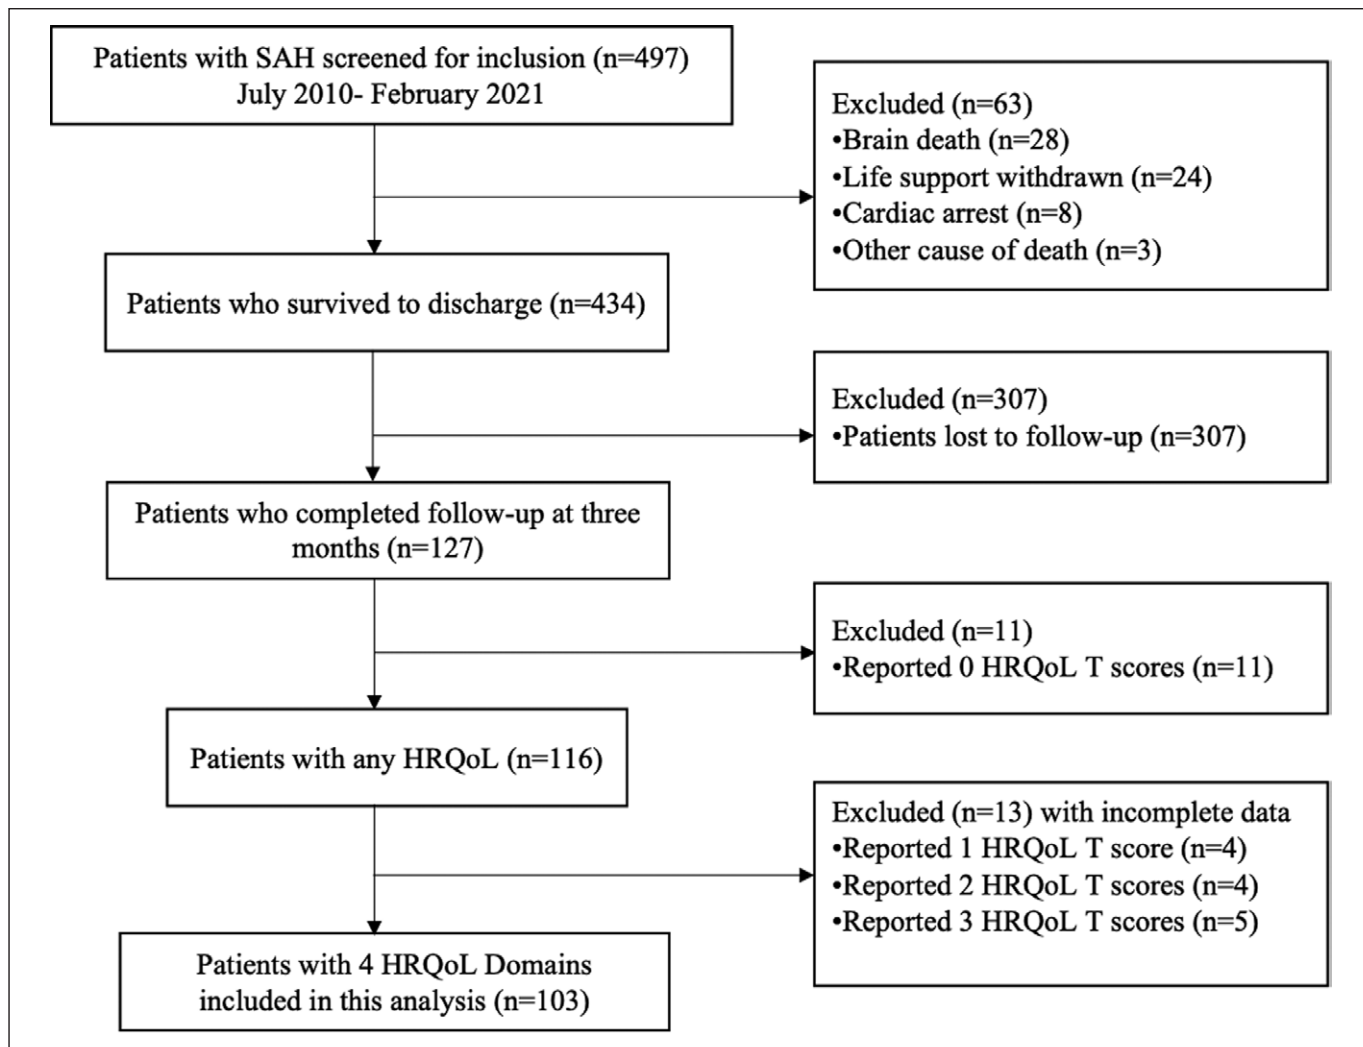 Patients with SAH screened for inclusion (n=497)
July 2010- February 2021
Excluded (n=63)
•Brain death (n=28)
•Life support withdrawn (n=24)
•Cardiac arrest (n=8)
•Other cause of death (n=3)
Patients who survived to discharge (n=434)
Excluded (n=307)
•Patients lost to follow-up (n=307)
Patients who completed follow-up at three
months (n=127)
Excluded (n=11)
•Reported 0 HRQoL T scores (n=11)
Patients with any HRQoL (n=116)
Excluded (n=13) with incomplete data
•Reported 1 HRQoL T score (n=4)
•Reported 2 HRQoL T scores (n=4)
•Reported 3 HRQoL T scores (n=5)
Patients with 4 HRQoL Domains
included in this analysis (n=103)